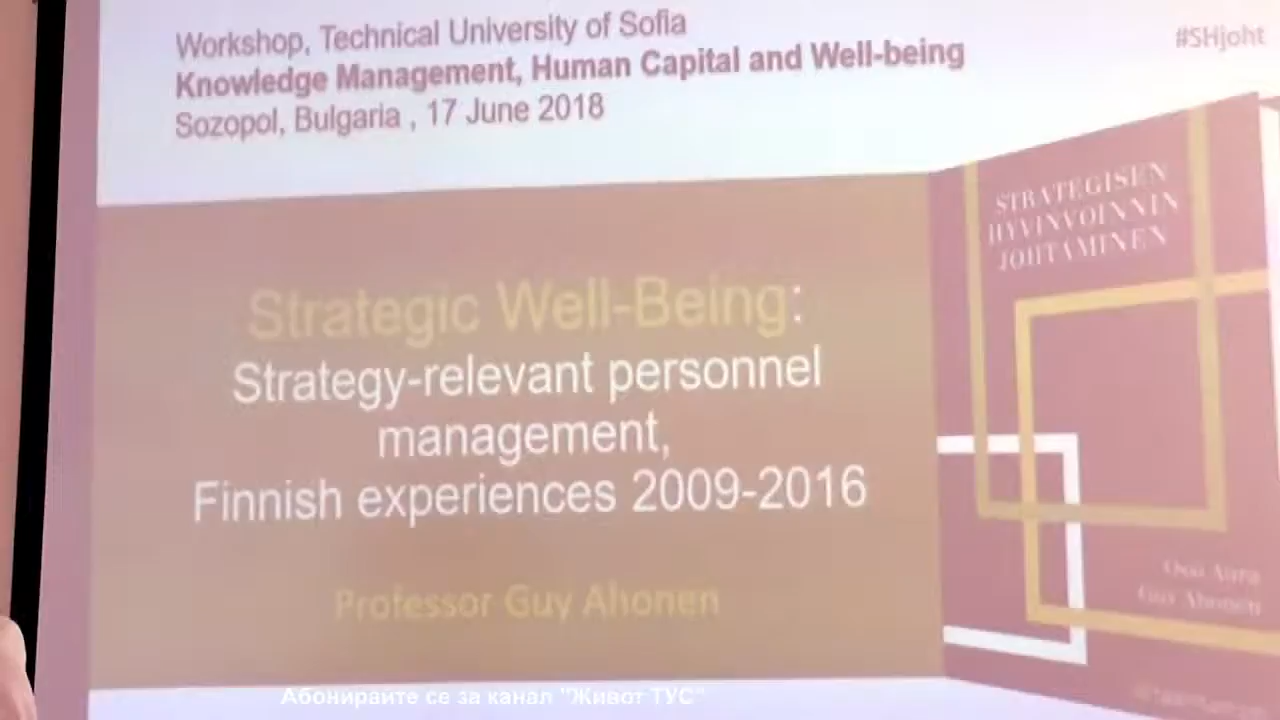 Workshop, Technical University of Sofia
#SHjoht
Knowledge Management, Human Capital and Well-being
Sozopol, Bulgaria , 17 June 2018
STRATEGISEN
HYVINVOINNIN
JOHTAMINEN
Strategic Well-Being:
Strategy-relevant personnel
management,
Finnish experiences 2009-2016
Professor Guy Ahonen
Ossi Aura
Guy Ahonen
Абонирайте се за канал "Живот ТУС"